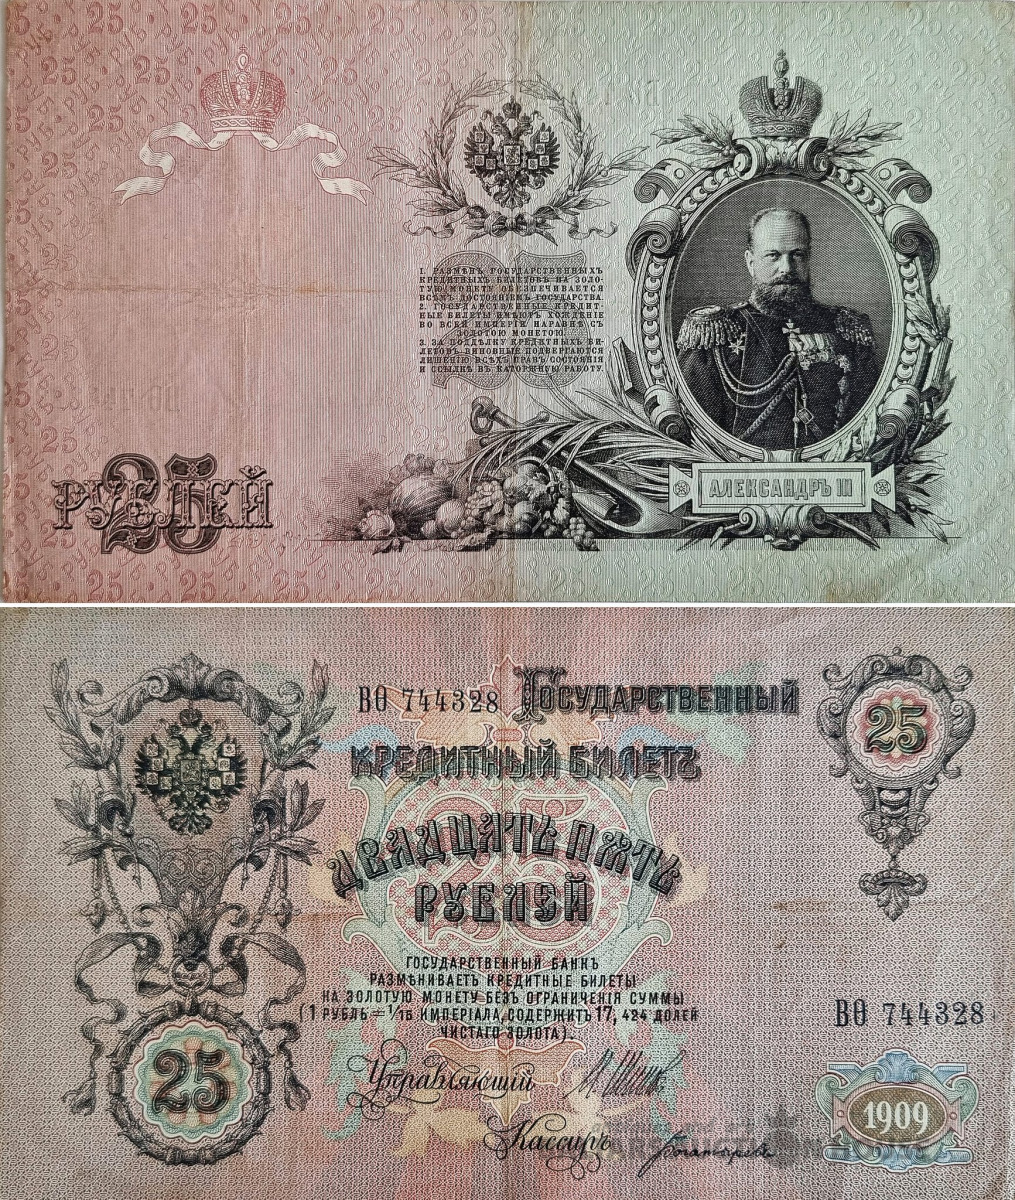 1. РАЗМѢНЪ ГОСУДАРСТВЕННЫХЪ
КРЕДИТНЫХЪ БИЛЕТОВЪ НА ЗОЛО-
ТУЮ МОНЕТУ ОБЕЗПЕЧИВАЕТСЯ
ВСѢМЪ ДОСТОЯНІЕМЪ ГОСУДАРСТВА.
2. ГОСУДАРСТВЕННЫЕ КРЕДИТ-
НЫЕ БИЛЕТЫ ИМѢЮТЪ ХОЖДЕНІЕ
ВО ВСЕЙ ИМПЕРІИ НАРАВНѢ СЪ
ЗОЛОТОЮ МОНЕТОЮ.
3. ЗА ПОДДѢЛКУ КРЕДИТНЫХЪ БИ-
ЛЕТОВЪ ВИНОВНЫЕ ПОДВЕРГАЮТСЯ
ЛИШЕНІЮ ВСѢХЪ ПРАВЪ СОСТОЯНІЯ
И ССЫЛКѢ ВЪ КАТОРЖНУЮ РАБОТУ.
25
РУБЛЕЙ
АЛЕКСАНДРЪ III
ВѲ 744328
ГОСУДАРСТВЕННЫЙ
КРЕДИТНЫЙ БИЛЕТЪ
25
ДВАДЦАТЬ ПЯТЬ
РУБЛЕЙ
25
ГОСУДАРСТВЕННЫЙ БАНКЪ
РАЗМѢНИВАЕТЪ КРЕДИТНЫЕ БИЛЕТЫ
НА ЗОЛОТУЮ МОНЕТУ БЕЗЪ ОГРАНИЧЕНІЯ СУММЫ
(1 РУБЛЬ = 1/15 ИМПЕРІАЛА, СОДЕРЖИТЪ 17,424 ДОЛЕЙ
ЧИСТАГО ЗОЛОТА).
ВѲ 744328
25
Управляющій
Кассиръ
1909